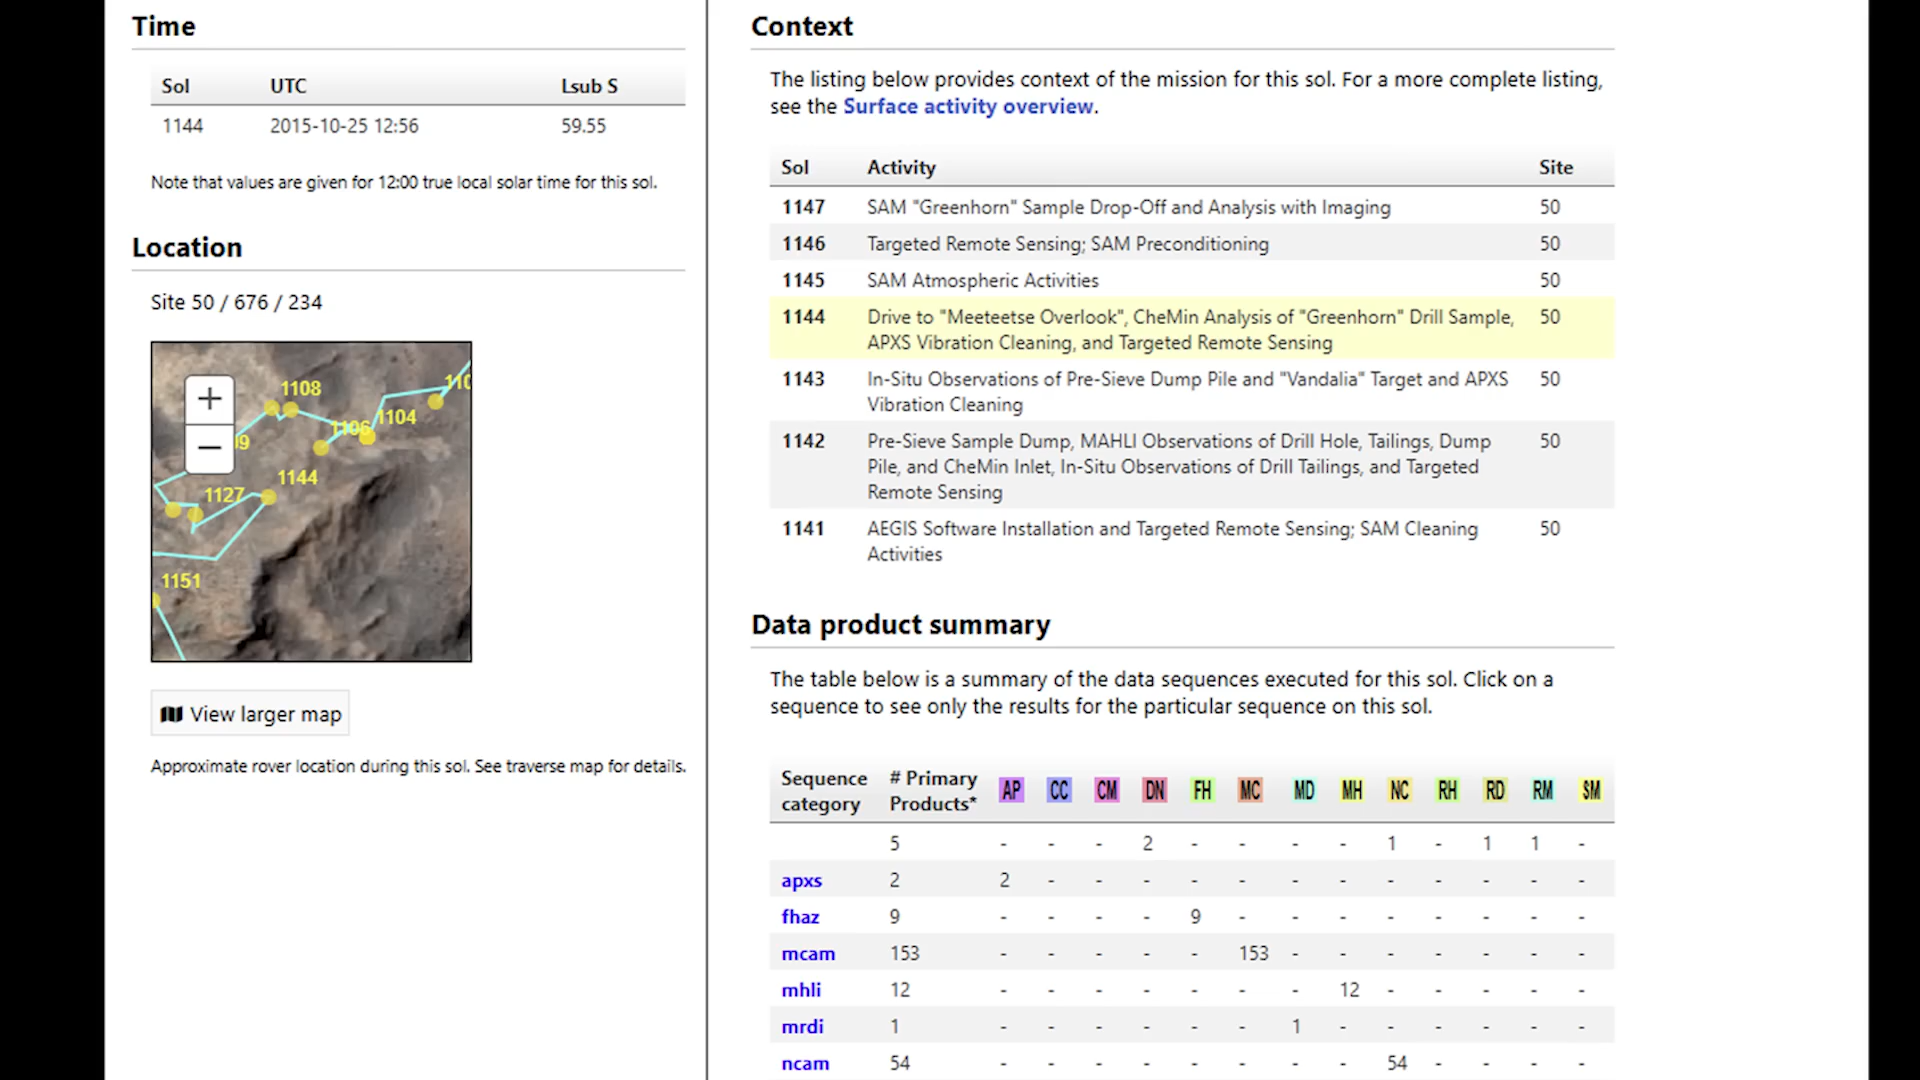 Time
Sol UTC Lsub S
1144 2015-10-25 12:56 59.55
Note that values are given for 12:00 true local solar time for this sol.
Location
Site 50 / 676 / 234
+
−
1108
1104
1106
1144
1127
1151
View larger map
Approximate rover location during this sol. See traverse map for details.
Context
The listing below provides context of the mission for this sol. For a more complete listing,
see the Surface activity overview.
Sol Activity Site
1147 SAM "Greenhorn" Sample Drop-Off and Analysis with Imaging 50
1146 Targeted Remote Sensing; SAM Preconditioning 50
1145 SAM Atmospheric Activities 50
1144 Drive to "Meeteetse Overlook", CheMin Analysis of "Greenhorn" Drill Sample, 50
APXS Vibration Cleaning, and Targeted Remote Sensing
1143 In-Situ Observations of Pre-Sieve Dump Pile and "Vandalia" Target and APXS 50
Vibration Cleaning
1142 Pre-Sieve Sample Dump, MAHLI Observations of Drill Hole, Tailings, Dump 50
Pile, and CheMin Inlet, In-Situ Observations of Drill Tailings, and Targeted
Remote Sensing
1141 AEGIS Software Installation and Targeted Remote Sensing; SAM Cleaning 50
Activities
Data product summary
The table below is a summary of the data sequences executed for this sol. Click on a
sequence to see only the results for the particular sequence on this sol.
Sequence # Primary
category Products* AP CC CM DN FH MC MD MH NC RH RD RM SM
5 - - - 2 - - - - 1 - 1 1 -
apxs 2 2 - - - - - - - - - - - -
fhaz 9 - - - - 9 - - - - - - - -
mcam 153 - - - - - 153 - - - - - - -
mhli 12 - - - - - - - 12 - - - - -
mrdi 1 - - - - - - 1 - - - - - -
ncam 54 - - - - - - - - 54 - - - -